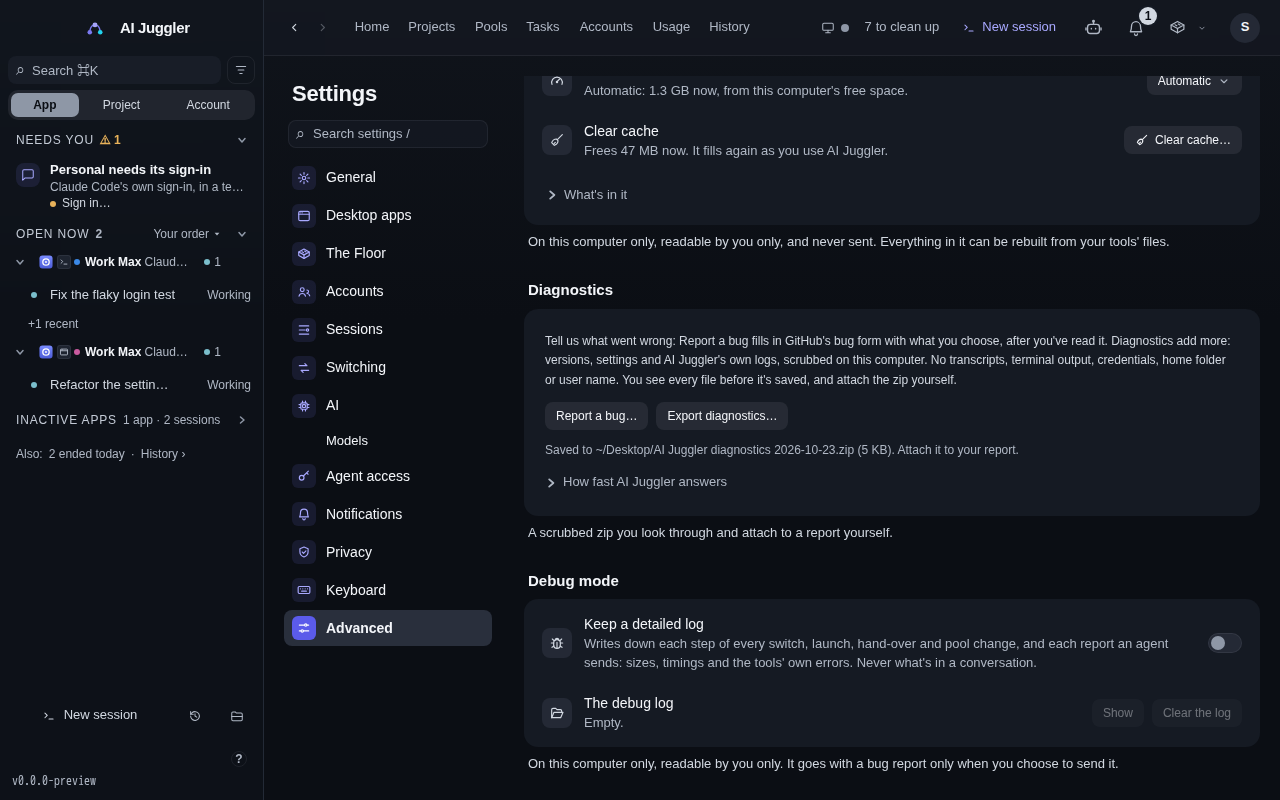 AI Juggler
Search ⌘K
App
Project
Account
NEEDS YOU 1
Personal needs its sign-in
Claude Code's own sign-in, in a te…
Sign in…
OPEN NOW 2
Your order
Work Max Claud…
1
Fix the flaky login test
Working
+1 recent
Work Max Claud…
1
Refactor the settin…
Working
INACTIVE APPS 1 app · 2 sessions
Also: 2 ended today · History ›
New session
?
v0.0.0-preview
Home
Projects
Pools
Tasks
Accounts
Usage
History
7 to clean up
New session
1
S
Settings
Search settings /
General
Desktop apps
The Floor
Accounts
Sessions
Switching
AI
Models
Agent access
Notifications
Privacy
Keyboard
Advanced
Automatic: 1.3 GB now, from this computer's free space.
Automatic
Clear cache
Frees 47 MB now. It fills again as you use AI Juggler.
Clear cache…
What's in it
On this computer only, readable by you only, and never sent. Everything in it can be rebuilt from your tools' files.
Diagnostics
Tell us what went wrong: Report a bug fills in GitHub's bug form with what you choose, after you've read it. Diagnostics add more:
versions, settings and AI Juggler's own logs, scrubbed on this computer. No transcripts, terminal output, credentials, home folder
or user name. You see every file before it's saved, and attach the zip yourself.
Report a bug…
Export diagnostics…
Saved to ~/Desktop/AI Juggler diagnostics 2026-10-23.zip (5 KB). Attach it to your report.
How fast AI Juggler answers
A scrubbed zip you look through and attach to a report yourself.
Debug mode
Keep a detailed log
Writes down each step of every switch, launch, hand-over and pool change, and each report an agent
sends: sizes, timings and the tools' own errors. Never what's in a conversation.
The debug log
Empty.
Show
Clear the log
On this computer only, readable by you only. It goes with a bug report only when you choose to send it.